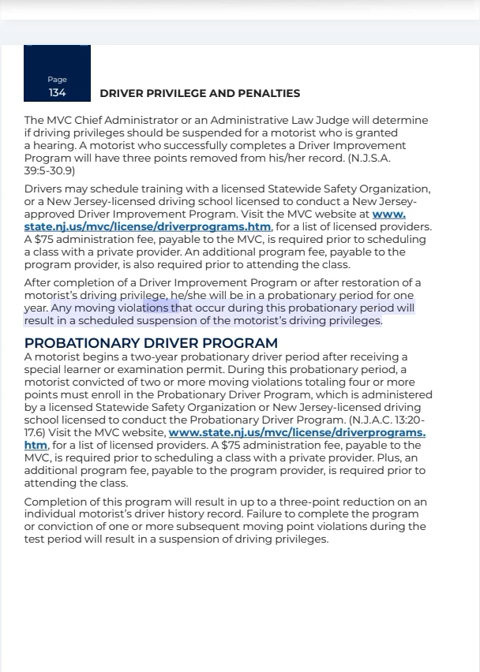 Page
134
DRIVER PRIVILEGE AND PENALTIES
The MVC Chief Administrator or an Administrative Law Judge will determine
if driving privileges should be suspended for a motorist who is granted
a hearing. A motorist who successfully completes a Driver Improvement
Program will have three points removed from his/her record. (N.J.S.A.
39:5-30.9)
Drivers may schedule training with a licensed Statewide Safety Organization,
or a New Jersey-licensed driving school licensed to conduct a New Jersey-
approved Driver Improvement Program. Visit the MVC website at www.
state.nj.us/mvc/license/driverprograms.htm, for a list of licensed providers.
A $75 administration fee, payable to the MVC, is required prior to scheduling
a class with a private provider. An additional program fee, payable to the
program provider, is also required prior to attending the class.
After completion of a Driver Improvement Program or after restoration of a
motorist's driving privilege, he/she will be in a probationary period for one
year. Any moving violations that occur during this probationary period will
result in a scheduled suspension of the motorist's driving privileges.
PROBATIONARY DRIVER PROGRAM
A motorist begins a two-year probationary driver period after receiving a
special learner or examination permit. During this probationary period, a
motorist convicted of two or more moving violations totaling four or more
points must enroll in the Probationary Driver Program, which is administered
by a licensed Statewide Safety Organization or New Jersey-licensed driving
school licensed to conduct the Probationary Driver Program. (N.J.A.C. 13:20-
17.6) Visit the MVC website, www.state.nj.us/mvc/license/driverprograms.
htm, for a list of licensed providers. A $75 administration fee, payable to the
MVC, is required prior to scheduling a class with a private provider. Plus, an
additional program fee, payable to the program provider, is required prior to
attending the class.
Completion of this program will result in up to a three-point reduction on an
individual motorist's driver history record. Failure to complete the program
or conviction of one or more subsequent moving point violations during the
test period will result in a suspension of driving privileges.